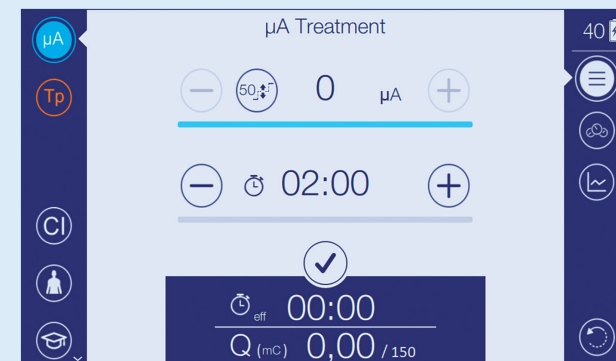 µA Treatment
40
µA
50 0 µA
Tp
02:00
CI
eff 00:00
Q (mC) 0,00 / 150